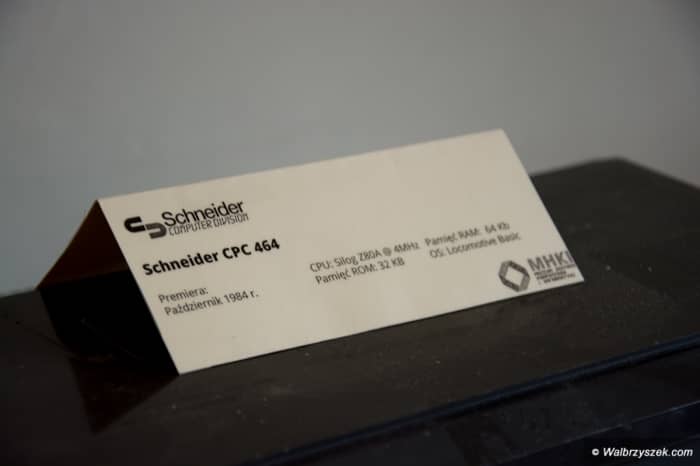 Schneider
COMPUTER DIVISION
Schneider CPC 464
Premiera:
Październik 1984 r.
CPU: Silog Z80A @ 4MHz Pamięć RAM: 64 Kb
Pamięć ROM: 32 KB OS: Locomotive Basic
MHKI
© Walbrzyszek.com